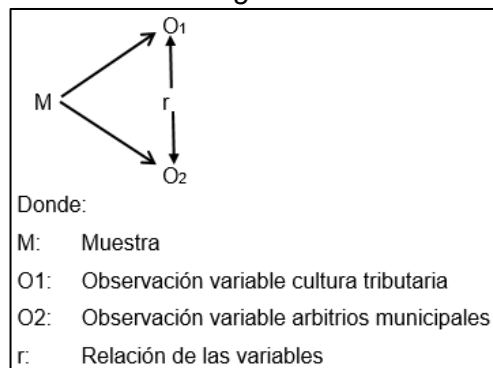 O1
M
r
O2
Donde:
M: Muestra
O1: Observación variable cultura tributaria
O2: Observación variable arbitrios municipales
r: Relación de las variables